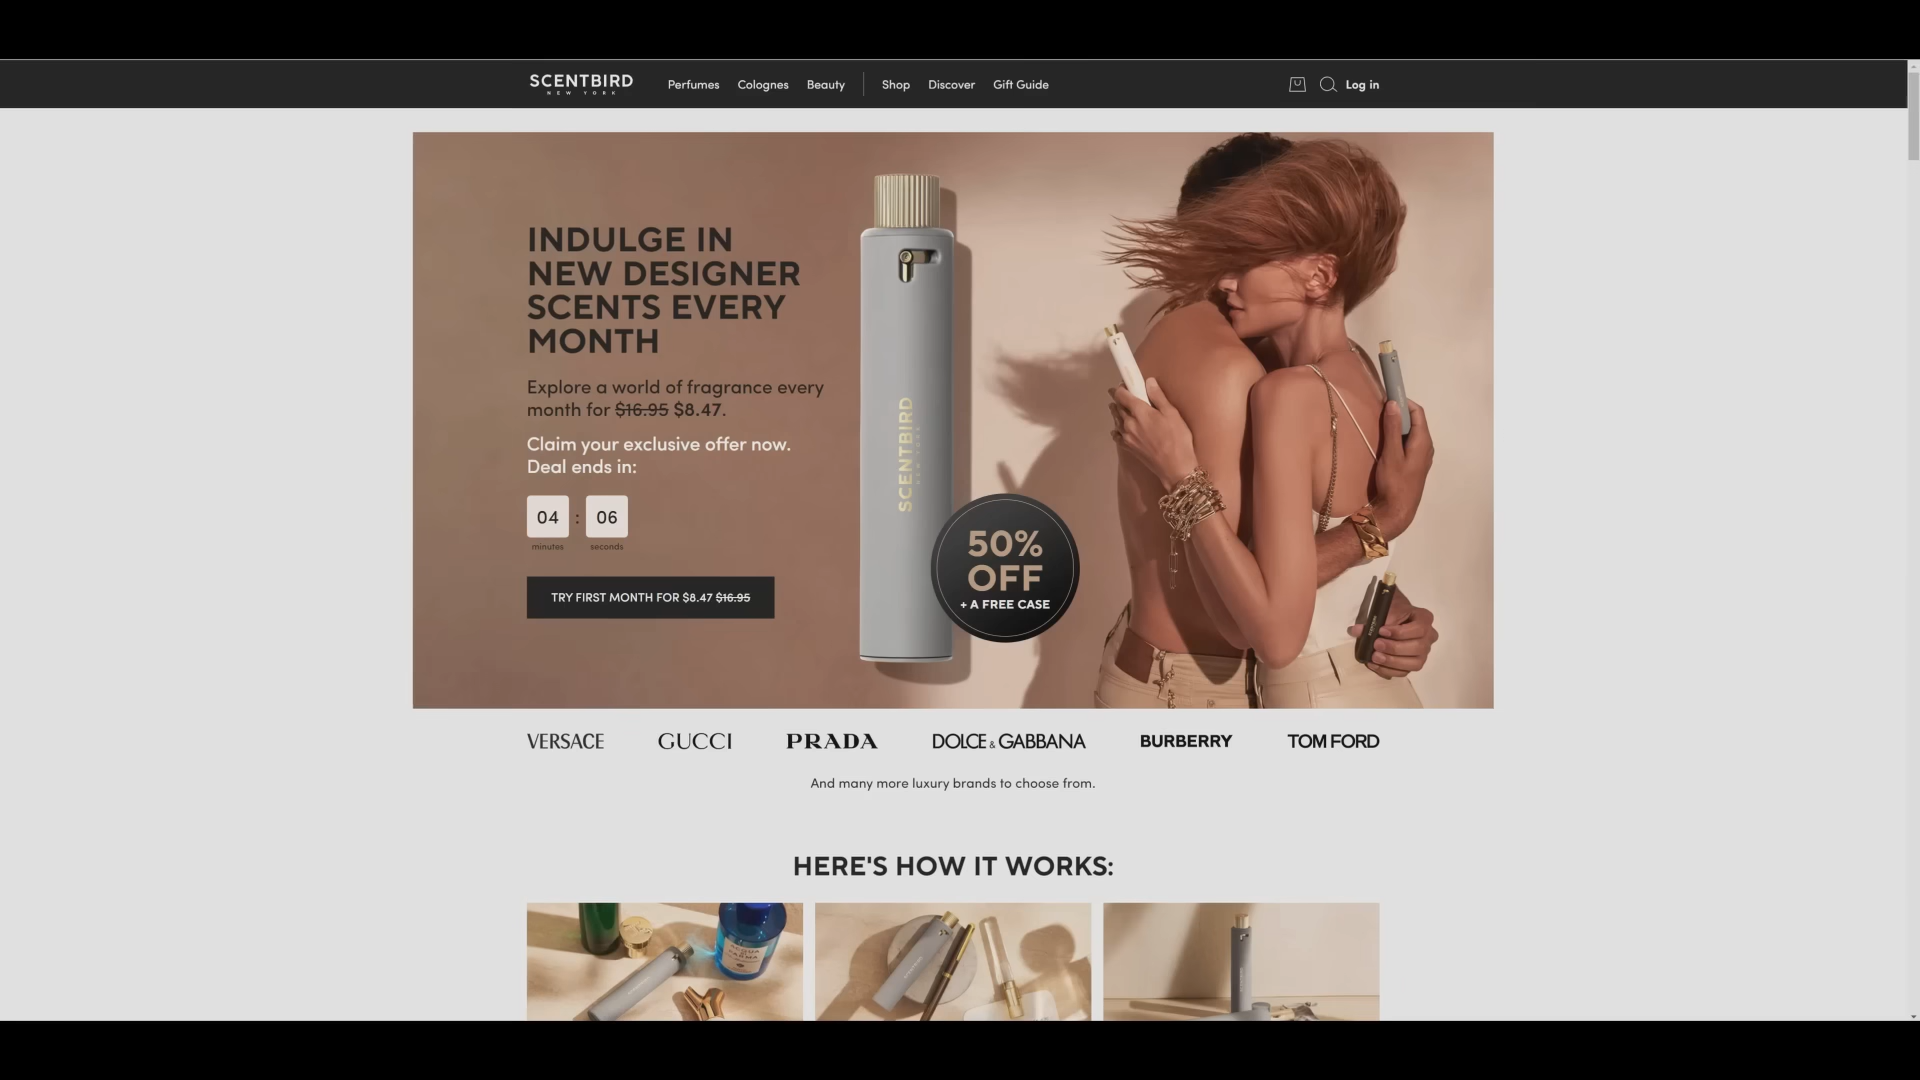 SCENTBIRD
NEW YORK
Perfumes
Colognes
Beauty
Shop
Discover
Gift Guide
Log in
INDULGE IN
NEW DESIGNER
SCENTS EVERY
MONTH
Explore a world of fragrance every
month for $16.95 $8.47.
Claim your exclusive offer now.
Deal ends in:
04 : 06
minutes seconds
TRY FIRST MONTH FOR $8.47 $16.95
SCENTBIRD
NEW YORK
50%
OFF
+ A FREE CASE
VERSACE
GUCCI
PRADA
DOLCE & GABBANA
BURBERRY
TOM FORD
And many more luxury brands to choose from.
HERE'S HOW IT WORKS:
ACQUA
DI
PARMA